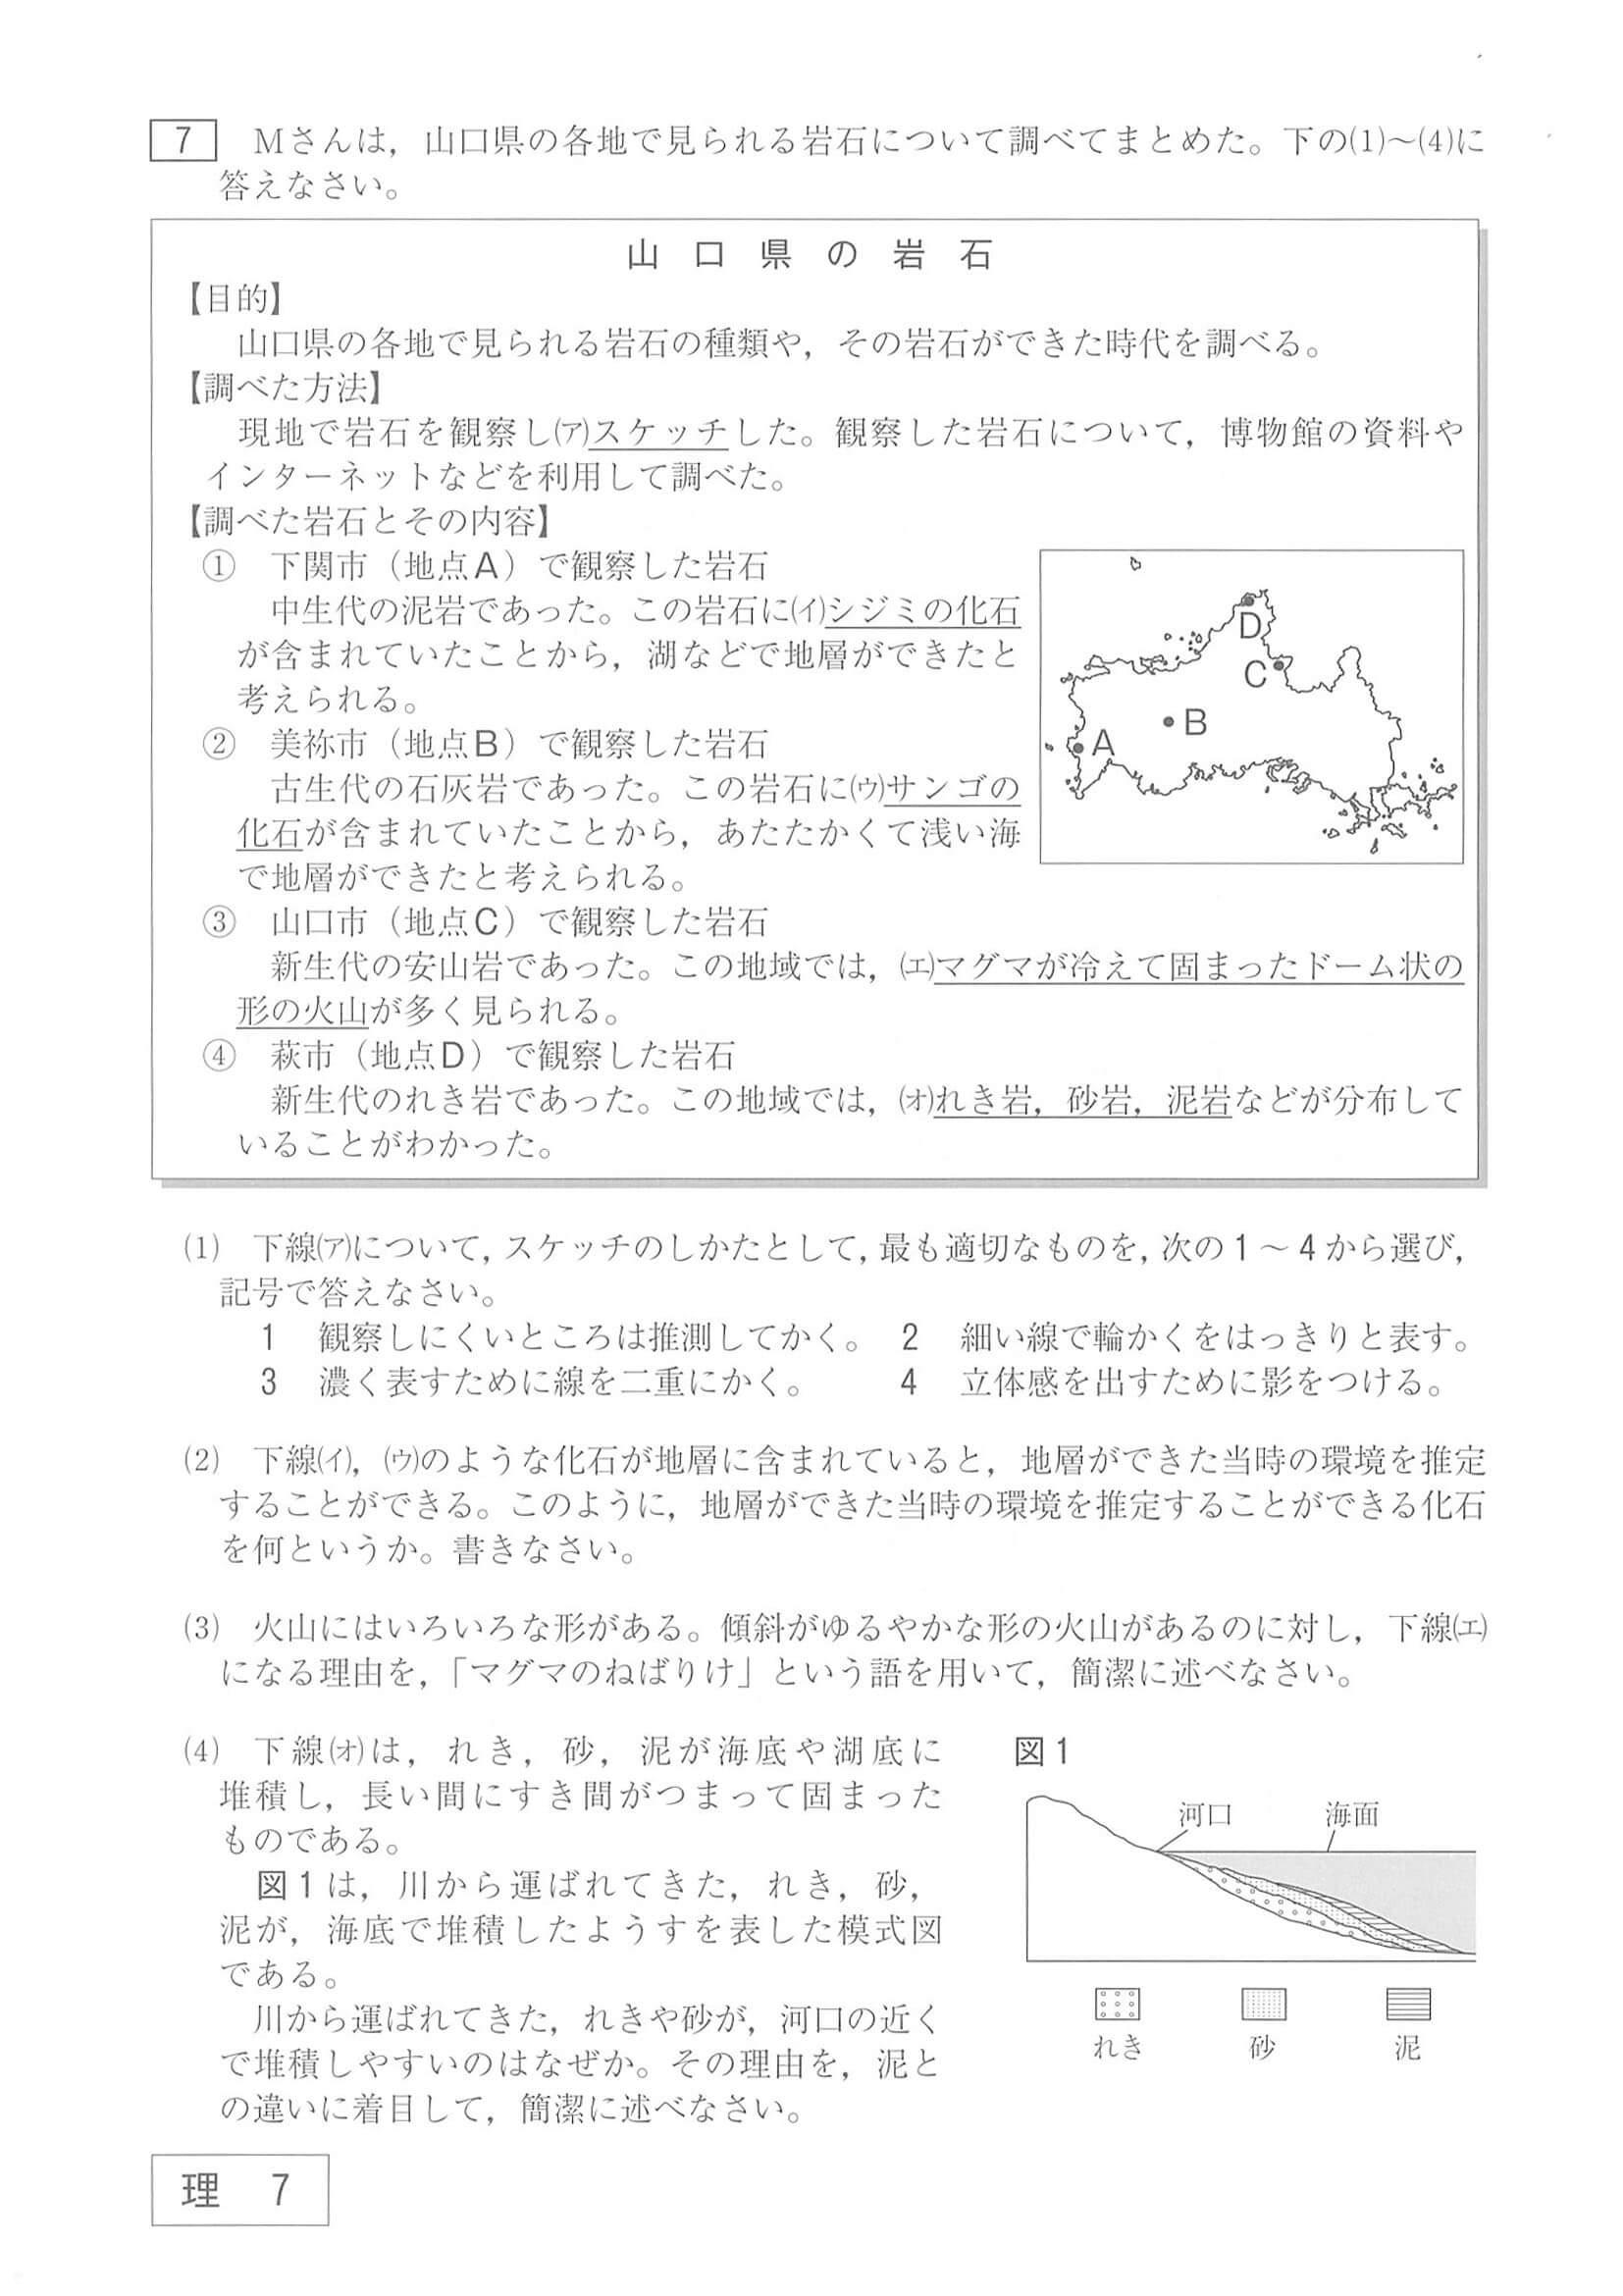 7　Mさんは，山口県の各地で見られる岩石について調べてまとめた。下の(1)～(4)に
答えなさい。
山口県の岩石
【目的】
山口県の各地で見られる岩石の種類や，その岩石ができた時代を調べる。
【調べた方法】
現地で岩石を観察し(ア)スケッチした。観察した岩石について，博物館の資料や
インターネットなどを利用して調べた。
【調べた岩石とその内容】
①　下関市（地点A）で観察した岩石
中生代の泥岩であった。この岩石に(イ)シジミの化石
が含まれていたことから，湖などで地層ができたと
考えられる。
②　美祢市（地点B）で観察した岩石
古生代の石灰岩であった。この岩石に(ウ)サンゴの
化石が含まれていたことから，あたたかくて浅い海
で地層ができたと考えられる。
D
C
B
A
③　山口市（地点C）で観察した岩石
新生代の安山岩であった。この地域では，(エ)マグマが冷えて固まったドーム状の
形の火山が多く見られる。
④　萩市（地点D）で観察した岩石
新生代のれき岩であった。この地域では，(オ)れき岩，砂岩，泥岩などが分布して
いることがわかった。
(1)　下線(ア)について，スケッチのしかたとして，最も適切なものを，次の1～4から選び，
記号で答えなさい。
1　観察しにくいところは推測してかく。　2　細い線で輪かくをはっきりと表す。
3　濃く表すために線を二重にかく。　4　立体感を出すために影をつける。
(2)　下線(イ)，(ウ)のような化石が地層に含まれていると，地層ができた当時の環境を推定
することができる。このように，地層ができた当時の環境を推定することができる化石
を何というか。書きなさい。
(3)　火山にはいろいろな形がある。傾斜がゆるやかな形の火山があるのに対し，下線(エ)
になる理由を，「マグマのねばりけ」という語を用いて，簡潔に述べなさい。
(4)　下線(オ)は，れき，砂，泥が海底や湖底に
堆積し，長い間にすき間がつまって固まった
ものである。
図1は，川から運ばれてきた，れき，砂，
泥が，海底で堆積したようすを表した模式図
である。
川から運ばれてきた，れきや砂が，河口の近く
で堆積しやすいのはなぜか。その理由を，泥と
の違いに着目して，簡潔に述べなさい。
図1
河口　海面
れき　砂　泥
理　7